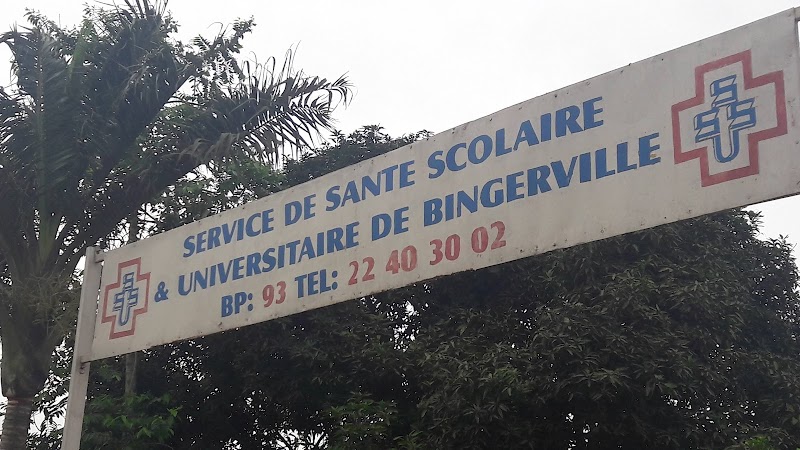 SERVICE DE SANTE SCOLAIRE
& UNIVERSITAIRE DE BINGERVILLE
BP: 93 TEL: 22 40 30 02